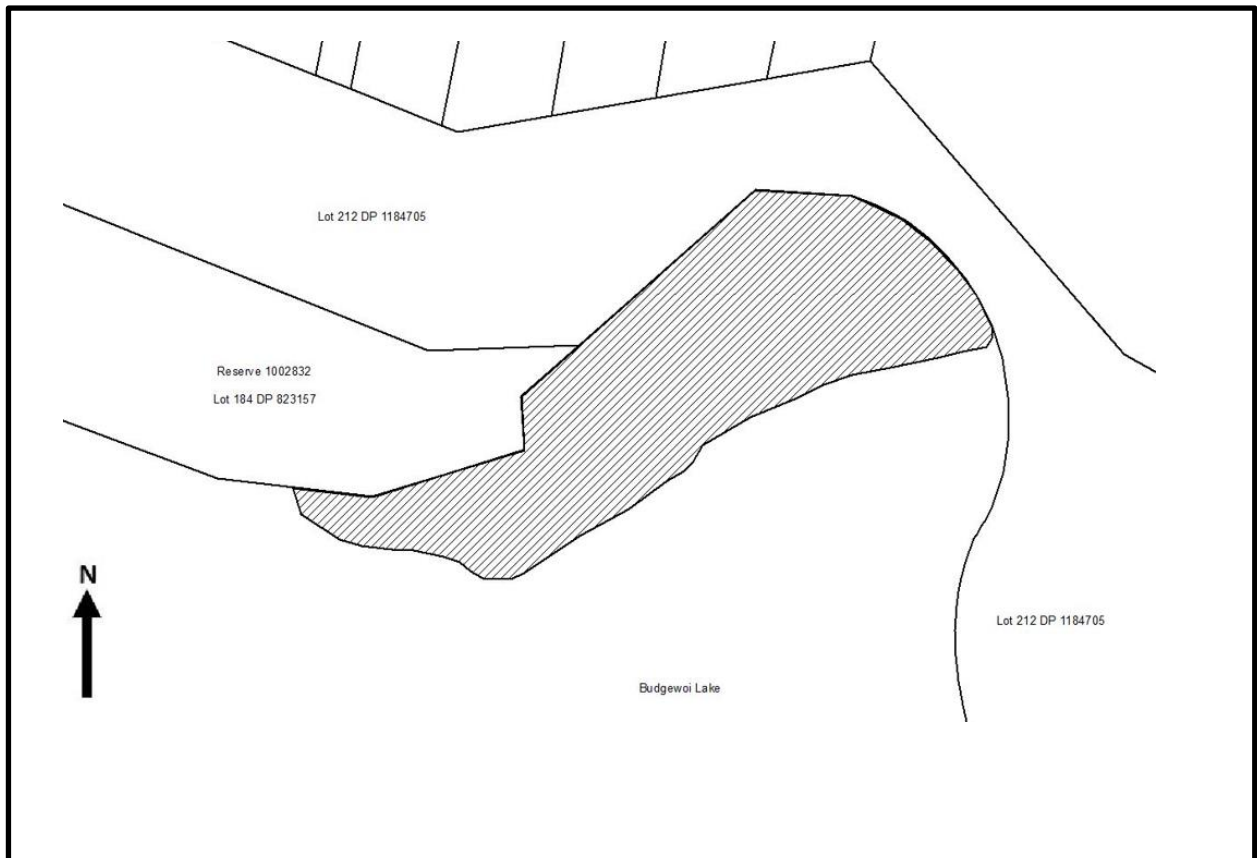 Lot 212 DP 1184705
Reserve 1002832
Lot 184 DP 823157
N
Lot 212 DP 1184705
Budgewoi Lake